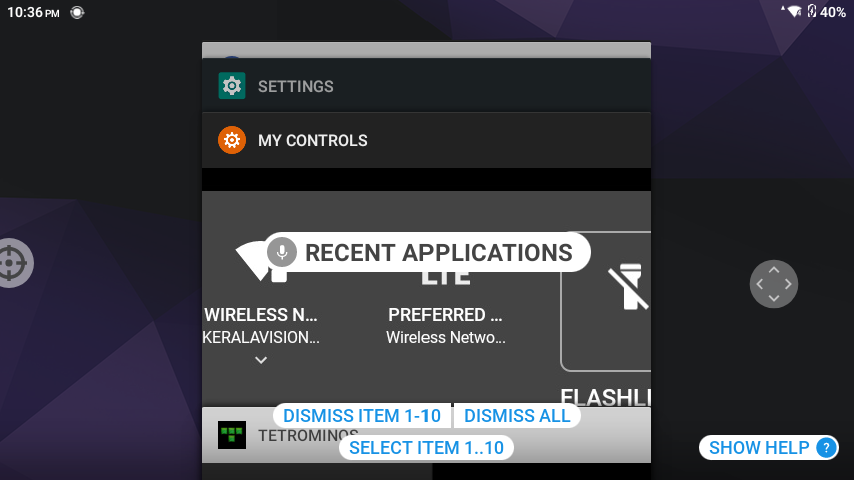 10:36 PM
40%
SETTINGS
MY CONTROLS
RECENT APPLICATIONS
LTE
WIRELESS N...
PREFERRED ...
KERALAVISION...
Wireless Netwo...
FLASHLI
DISMISS ITEM 1-10
DISMISS ALL
TETROMINOS
SELECT ITEM 1..10
SHOW HELP ?